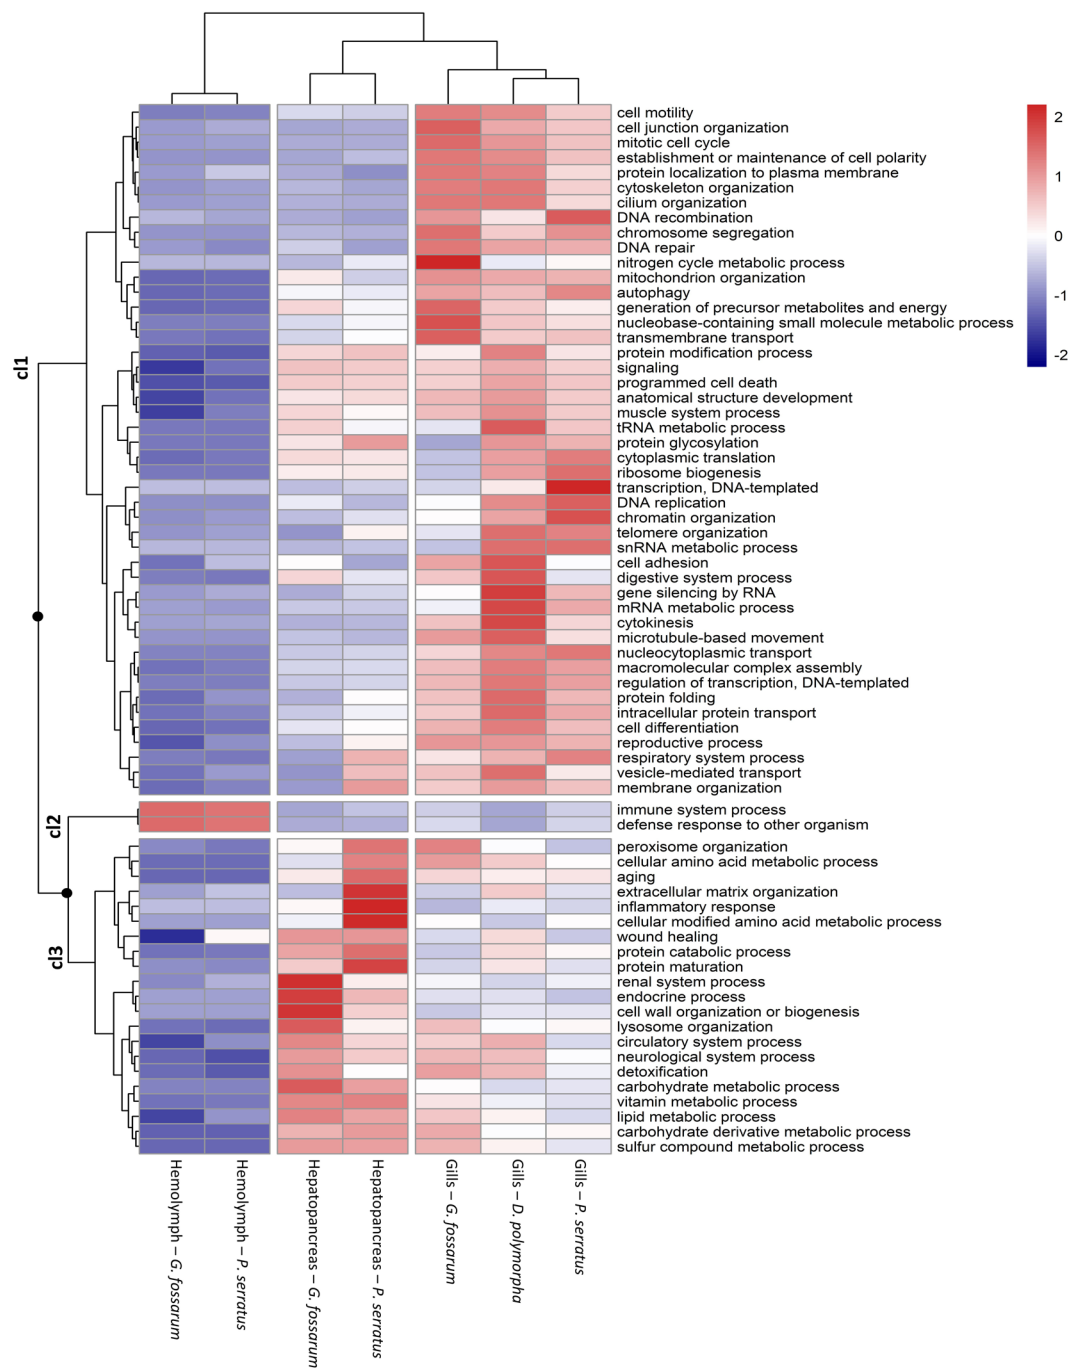 cell motility
cell junction organization
mitotic cell cycle
establishment or maintenance of cell polarity
protein localization to plasma membrane
cytoskeleton organization
cilium organization
DNA recombination
chromosome segregation
DNA repair
nitrogen cycle metabolic process
mitochondrion organization
autophagy
generation of precursor metabolites and energy
nucleobase-containing small molecule metabolic process
transmembrane transport
protein modification process
signaling
programmed cell death
anatomical structure development
muscle system process
tRNA metabolic process
protein glycosylation
cytoplasmic translation
ribosome biogenesis
transcription, DNA-templated
DNA replication
chromatin organization
telomere organization
snRNA metabolic process
cell adhesion
digestive system process
gene silencing by RNA
mRNA metabolic process
cytokinesis
microtubule-based movement
nucleocytoplasmic transport
macromolecular complex assembly
regulation of transcription, DNA-templated
protein folding
intracellular protein transport
cell differentiation
reproductive process
respiratory system process
vesicle-mediated transport
membrane organization
immune system process
defense response to other organism
peroxisome organization
cellular amino acid metabolic process
aging
extracellular matrix organization
inflammatory response
cellular modified amino acid metabolic process
wound healing
protein catabolic process
protein maturation
renal system process
endocrine process
cell wall organization or biogenesis
lysosome organization
circulatory system process
neurological system process
detoxification
carbohydrate metabolic process
vitamin metabolic process
lipid metabolic process
carbohydrate derivative metabolic process
sulfur compound metabolic process
cl1
cl2
cl3
2
1
0
-1
-2
Hemolymph – G. fossarum
Hemolymph – P. serratus
Hepatopancreas – G. fossarum
Hepatopancreas – P. serratus
Gills – G. fossarum
Gills – D. polymorpha
Gills – P. serratus